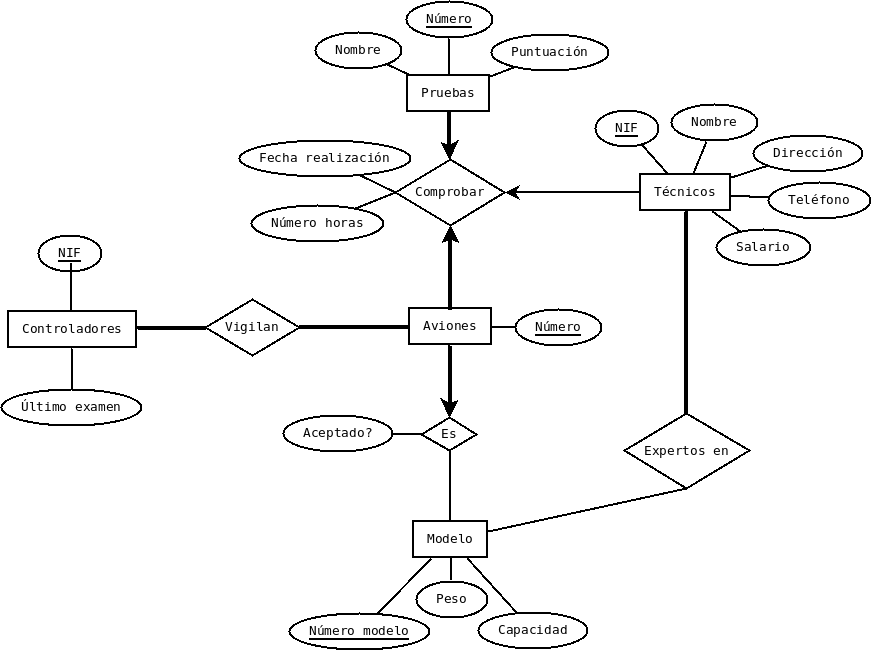 Número
Nombre
Puntuación
Pruebas
NIF
Nombre
Fecha realización
Dirección
Comprobar
Técnicos
Teléfono
Número horas
Salario
NIF
Controladores
Vigilan
Aviones
Número
Último examen
Aceptado?
Es
Expertos en
Modelo
Peso
Número modelo
Capacidad